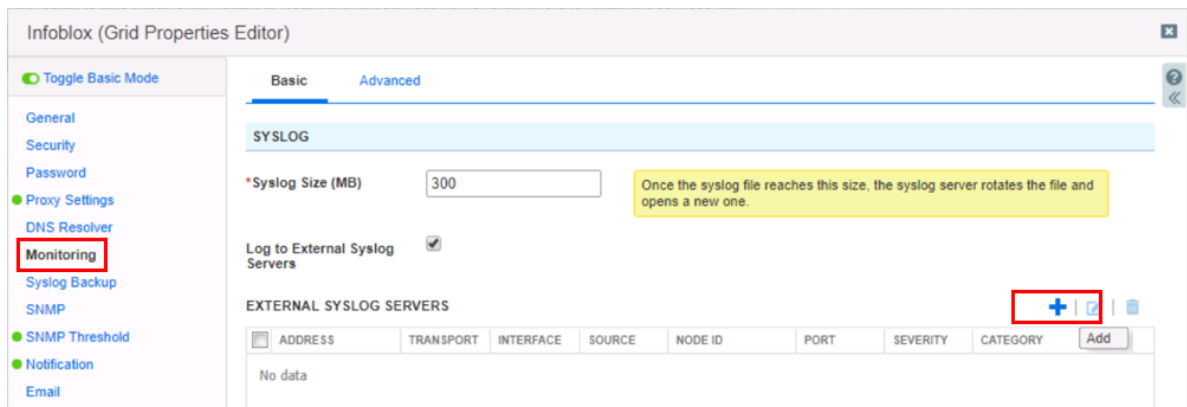 Infoblox (Grid Properties Editor)
Toggle Basic Mode
General
Security
Password
Proxy Settings
DNS Resolver
Monitoring
Syslog Backup
SNMP
SNMP Threshold
Notification
Email
Basic Advanced
SYSLOG
*Syslog Size (MB) 300
Once the syslog file reaches this size, the syslog server rotates the file and
opens a new one.
Log to External Syslog
Servers
EXTERNAL SYSLOG SERVERS
ADDRESS TRANSPORT INTERFACE SOURCE NODE ID PORT SEVERITY CATEGORY Add
No data